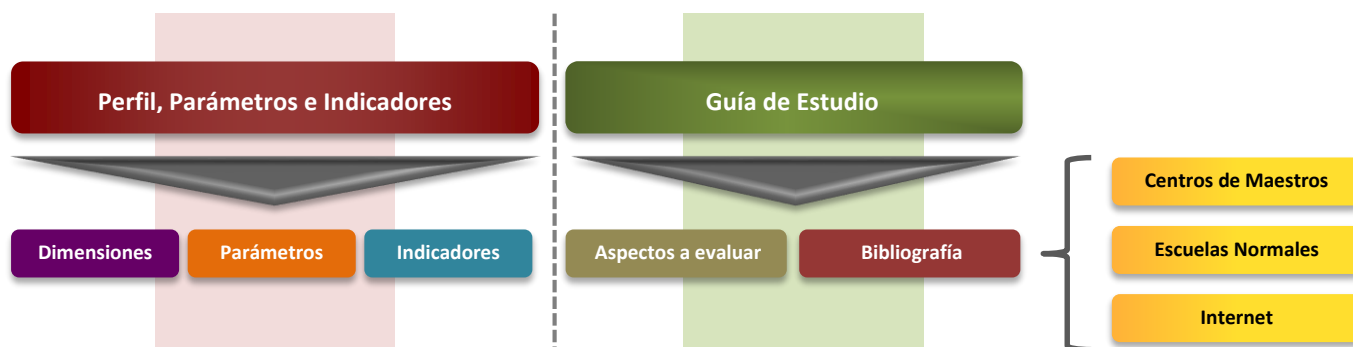 Perfil, Parámetros e Indicadores
Dimensiones
Parámetros
Indicadores
Guía de Estudio
Aspectos a evaluar
Bibliografía
Centros de Maestros
Escuelas Normales
Internet